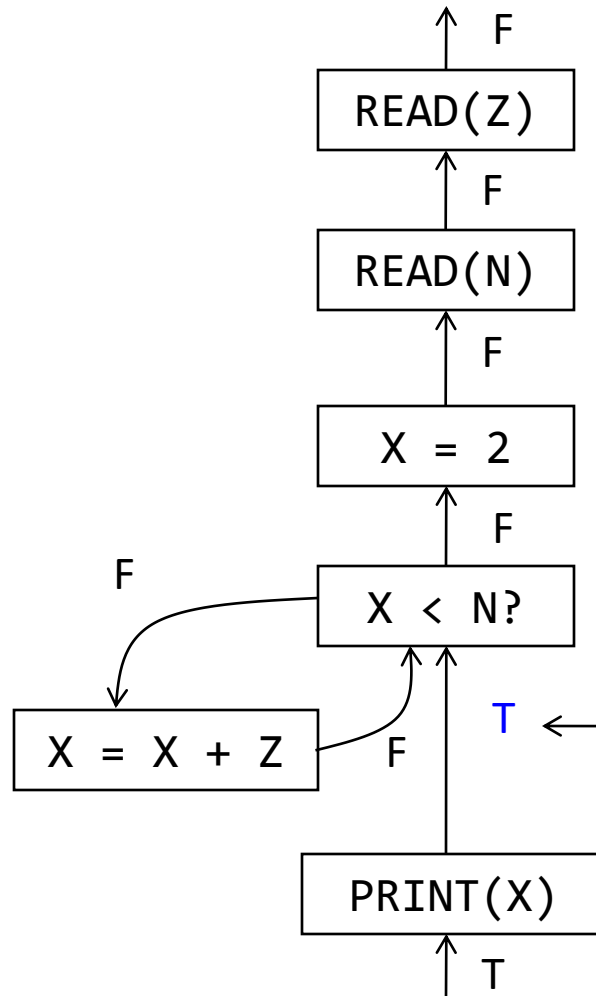 F
READ(Z)
F
READ(N)
F
X = 2
F
F
X < N?
T
X = X + Z
F
PRINT(X)
T